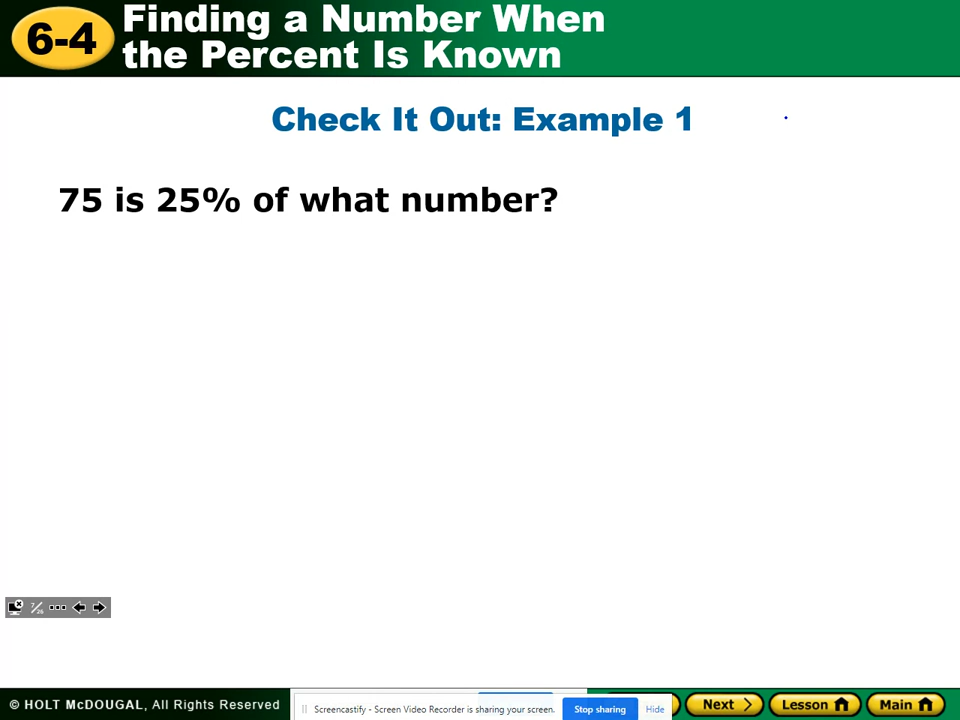 6-4
Finding a Number When
the Percent Is Known
Check It Out: Example 1
75 is 25% of what number?
7/26
© HOLT McDOUGAL, All Rights Reserved
Screencastify - Screen Video Recorder is sharing your screen.
Stop sharing
Hide
Next
Lesson
Main